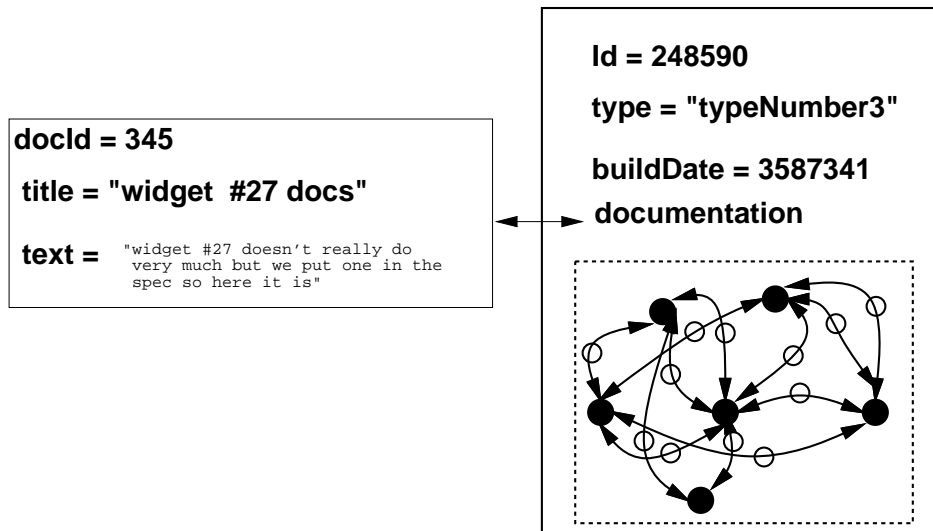 docId = 345
title = "widget #27 docs"
text = "widget #27 doesn't really do
very much but we put one in the
spec so here it is"
Id = 248590
type = "typeNumber3"
buildDate = 3587341
documentation